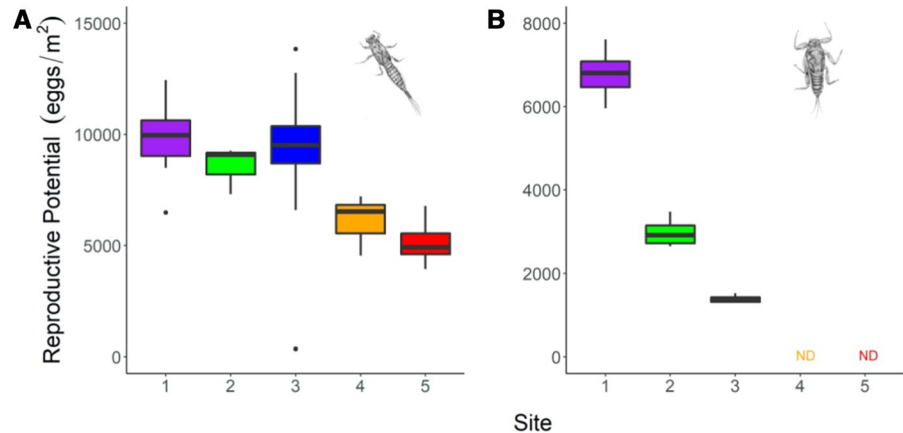 A
Reproductive Potential (eggs/m²)
15000
10000
5000
0
1 2 3 4 5
B
8000
6000
4000
2000
0
ND ND
1 2 3 4 5
Site